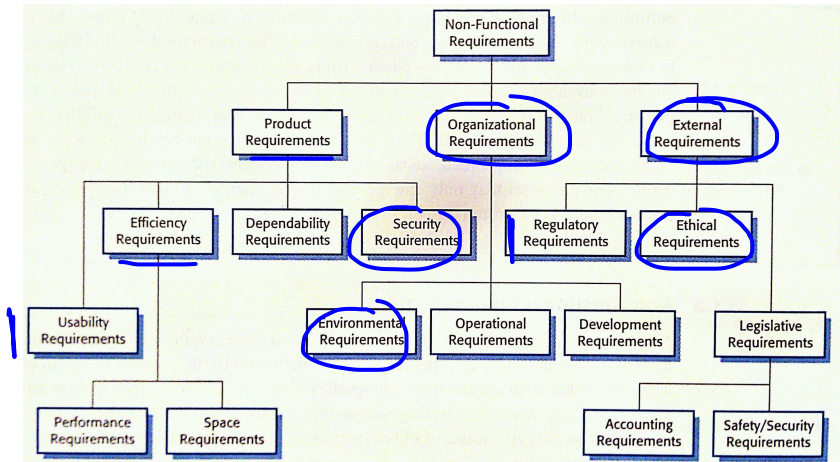 Non-Functional
Requirements
Product
Requirements
Organizational
Requirements
External
Requirements
Efficiency
Requirements
Dependability
Requirements
Security
Requirements
Regulatory
Requirements
Ethical
Requirements
Usability
Requirements
Environmental
Requirements
Operational
Requirements
Development
Requirements
Legislative
Requirements
Performance
Requirements
Space
Requirements
Accounting
Requirements
Safety/Security
Requirements